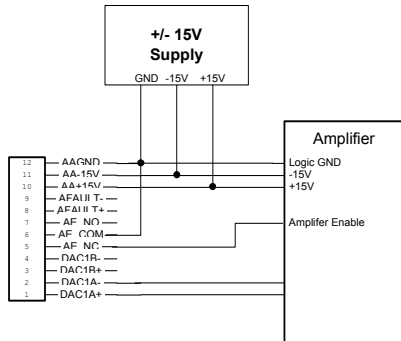 +/- 15V
Supply
GND -15V +15V
Amplifier
12 AAGND Logic GND
11 AA-15V -15V
10 AA+15V +15V
9 AFAULT-
8 AFAULT+
7 AE_NO Amplifer Enable
6 AE_COM
5 AE_NC
4 DAC1B-
3 DAC1B+
2 DAC1A-
1 DAC1A+